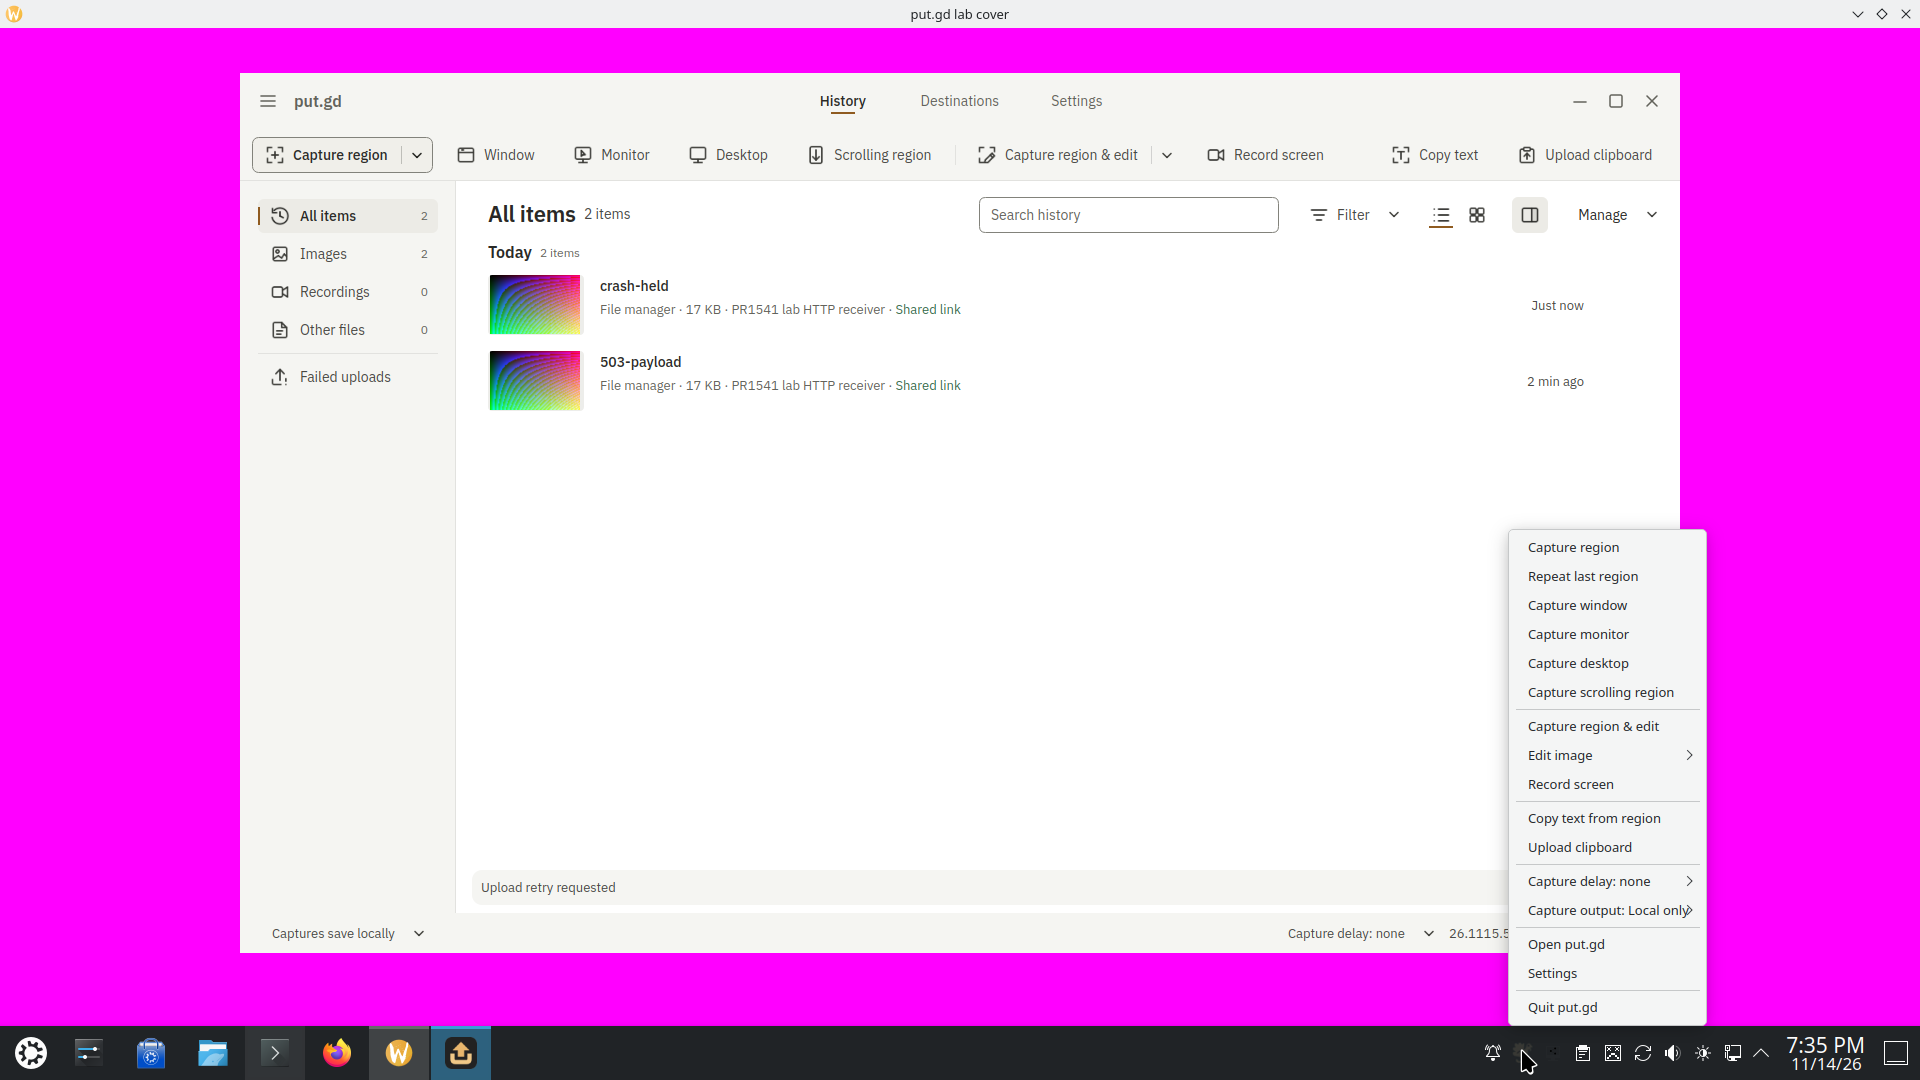 put.gd lab cover
put.gd
History
Destinations
Settings
Capture region
Window
Monitor
Desktop
Scrolling region
Capture region & edit
Record screen
Copy text
Upload clipboard
All items 2
Images 2
Recordings 0
Other files 0
Failed uploads
All items 2 items
Search history
Filter
Manage
Today 2 items
crash-held
File manager · 17 KB · PR1541 lab HTTP receiver · Shared link
Just now
503-payload
File manager · 17 KB · PR1541 lab HTTP receiver · Shared link
2 min ago
Upload retry requested
Captures save locally
Capture delay: none
26.1115.5
Capture region
Repeat last region
Capture window
Capture monitor
Capture desktop
Capture scrolling region
Capture region & edit
Edit image
Record screen
Copy text from region
Upload clipboard
Capture delay: none
Capture output: Local only
Open put.gd
Settings
Quit put.gd
7:35 PM
11/14/26